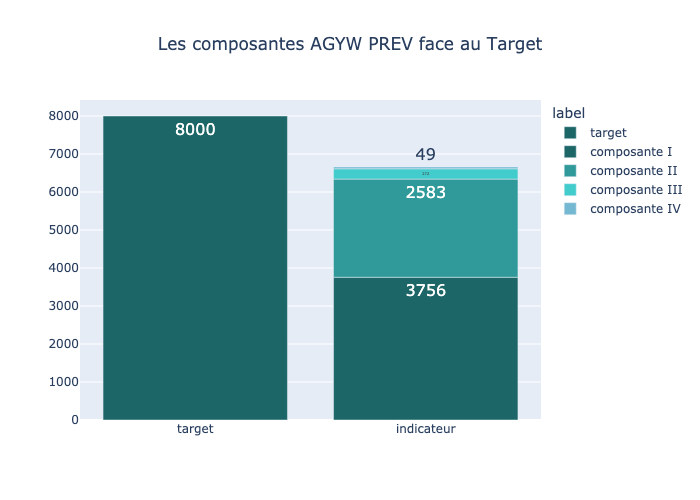 Les composantes AGYW PREV face au Target
label
target
composante I
composante II
composante III
composante IV
8000
7000
6000
5000
4000
3000
2000
1000
0
8000
49
2583
3756
target
indicateur